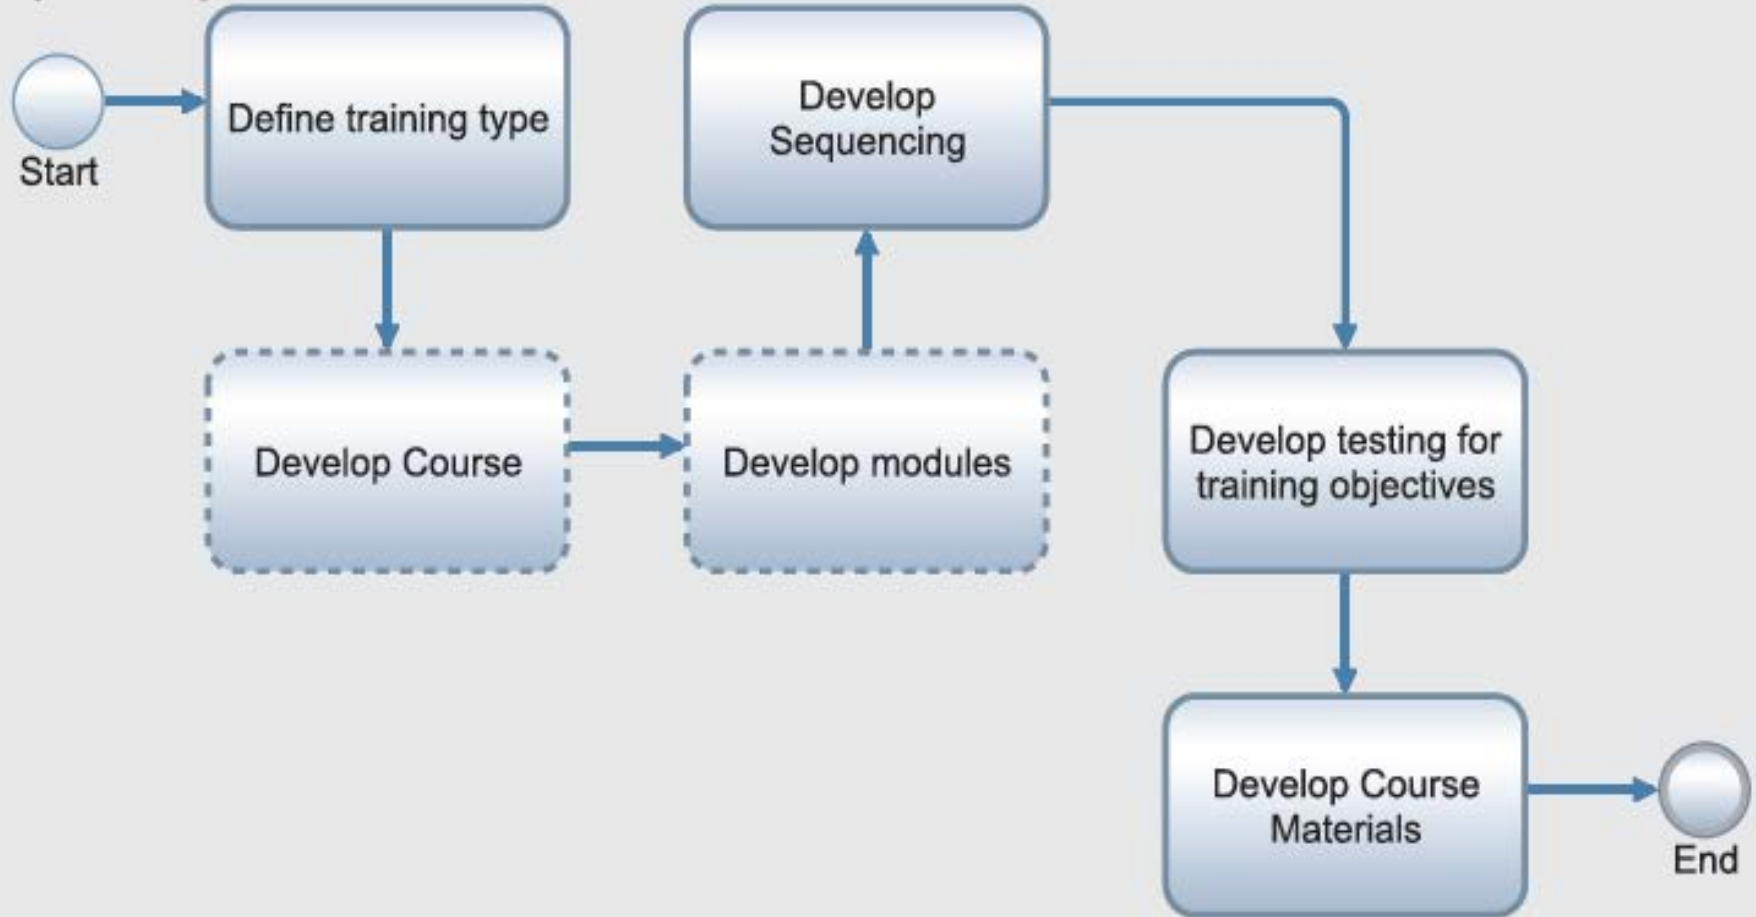 Start
Define training type
Develop Course
Develop modules
Develop
Sequencing
Develop testing for
training objectives
Develop Course
Materials
End